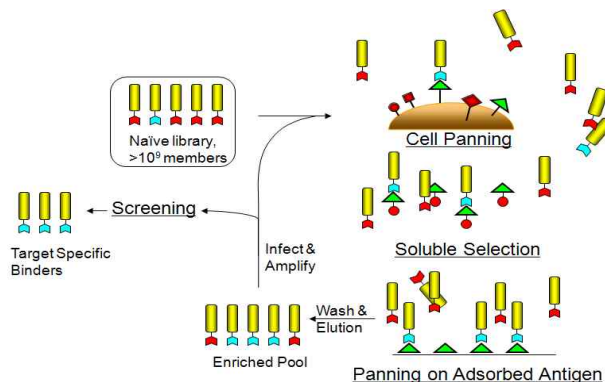 Naïve library,
>10⁹ members
Cell Panning
Screening
Target Specific
Binders
Infect &
Amplify
Soluble Selection
Wash &
Elution
Enriched Pool
Panning on Adsorbed Antigen